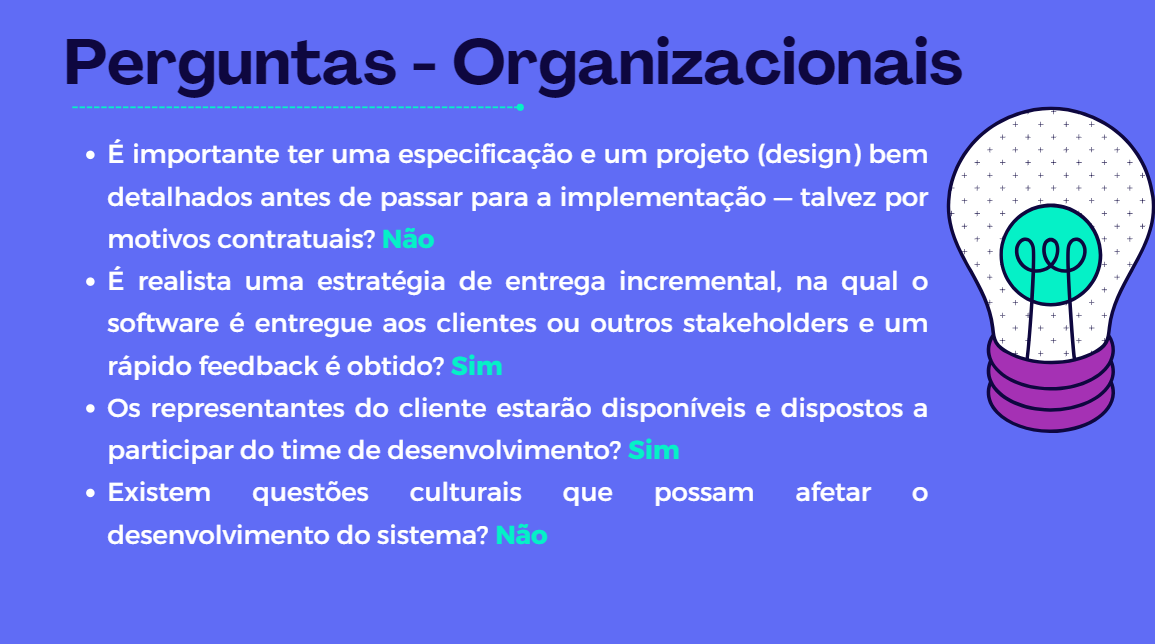 Perguntas - Organizacionais
• É importante ter uma especificação e um projeto (design) bem
detalhados antes de passar para a implementação — talvez por
motivos contratuais? Não
• É realista uma estratégia de entrega incremental, na qual o
software é entregue aos clientes ou outros stakeholders e um
rápido feedback é obtido? Sim
• Os representantes do cliente estarão disponíveis e dispostos a
participar do time de desenvolvimento? Sim
• Existem questões culturais que possam afetar o
desenvolvimento do sistema? Não